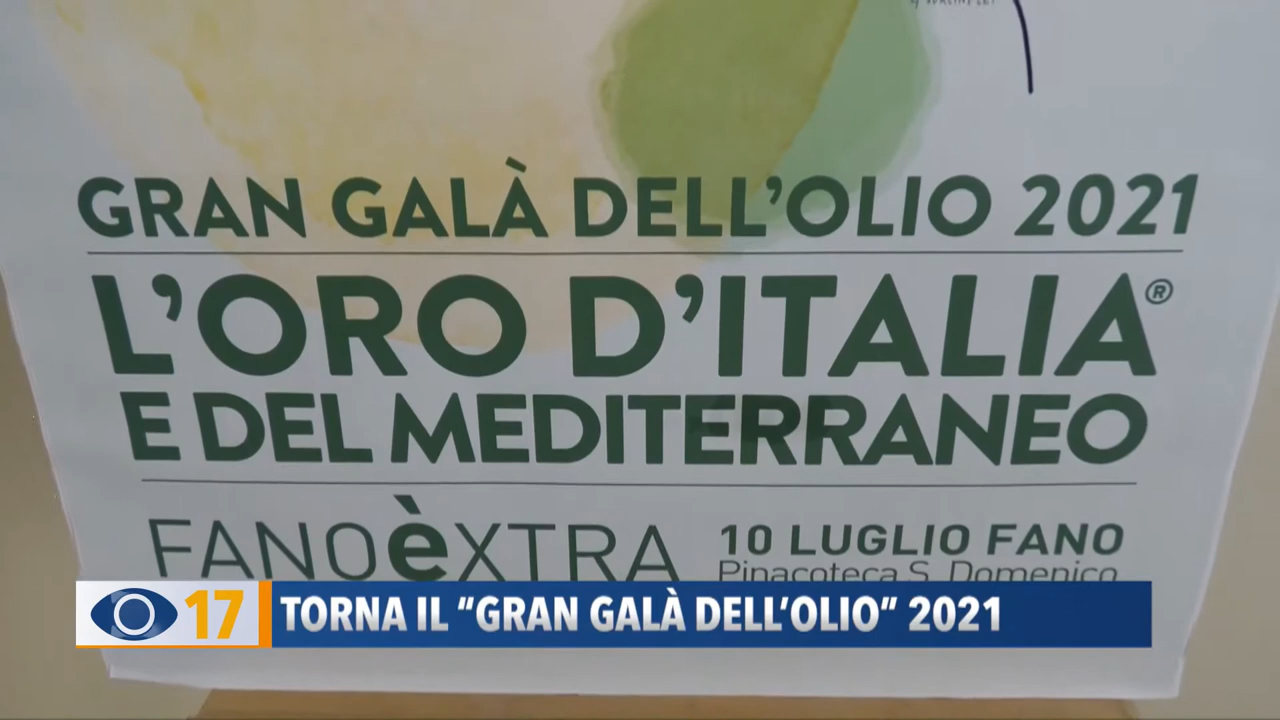 GRAN GALÀ DELL'OLIO 2021
L'ORO D'ITALIA®
E DEL MEDITERRANEO
FANOèXTRA
10 LUGLIO FANO
Pinacoteca S. Domenico
17
TORNA IL “GRAN GALÀ DELL'OLIO” 2021